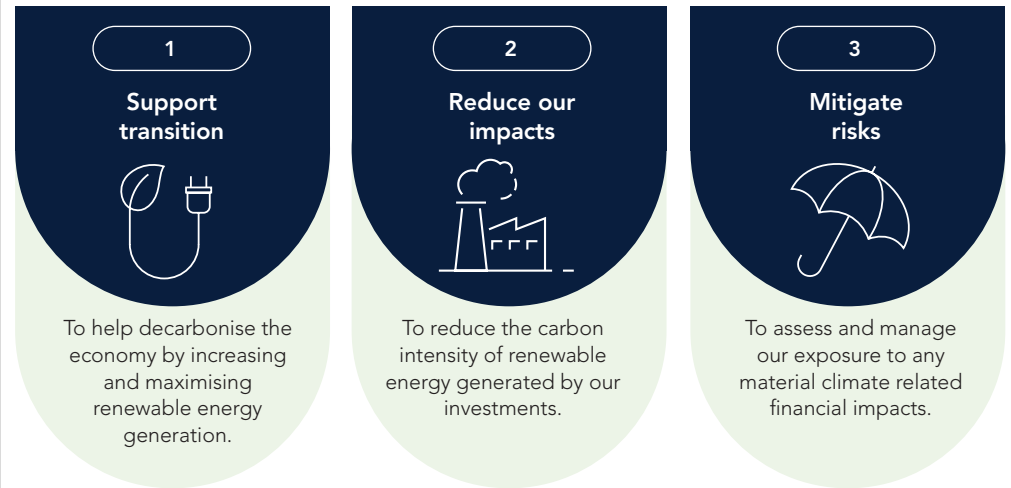 1
Support
transition
To help decarbonise the
economy by increasing
and maximising
renewable energy
generation.
2
Reduce our
impacts
To reduce the carbon
intensity of renewable
energy generated by our
investments.
3
Mitigate
risks
To assess and manage
our exposure to any
material climate related
financial impacts.